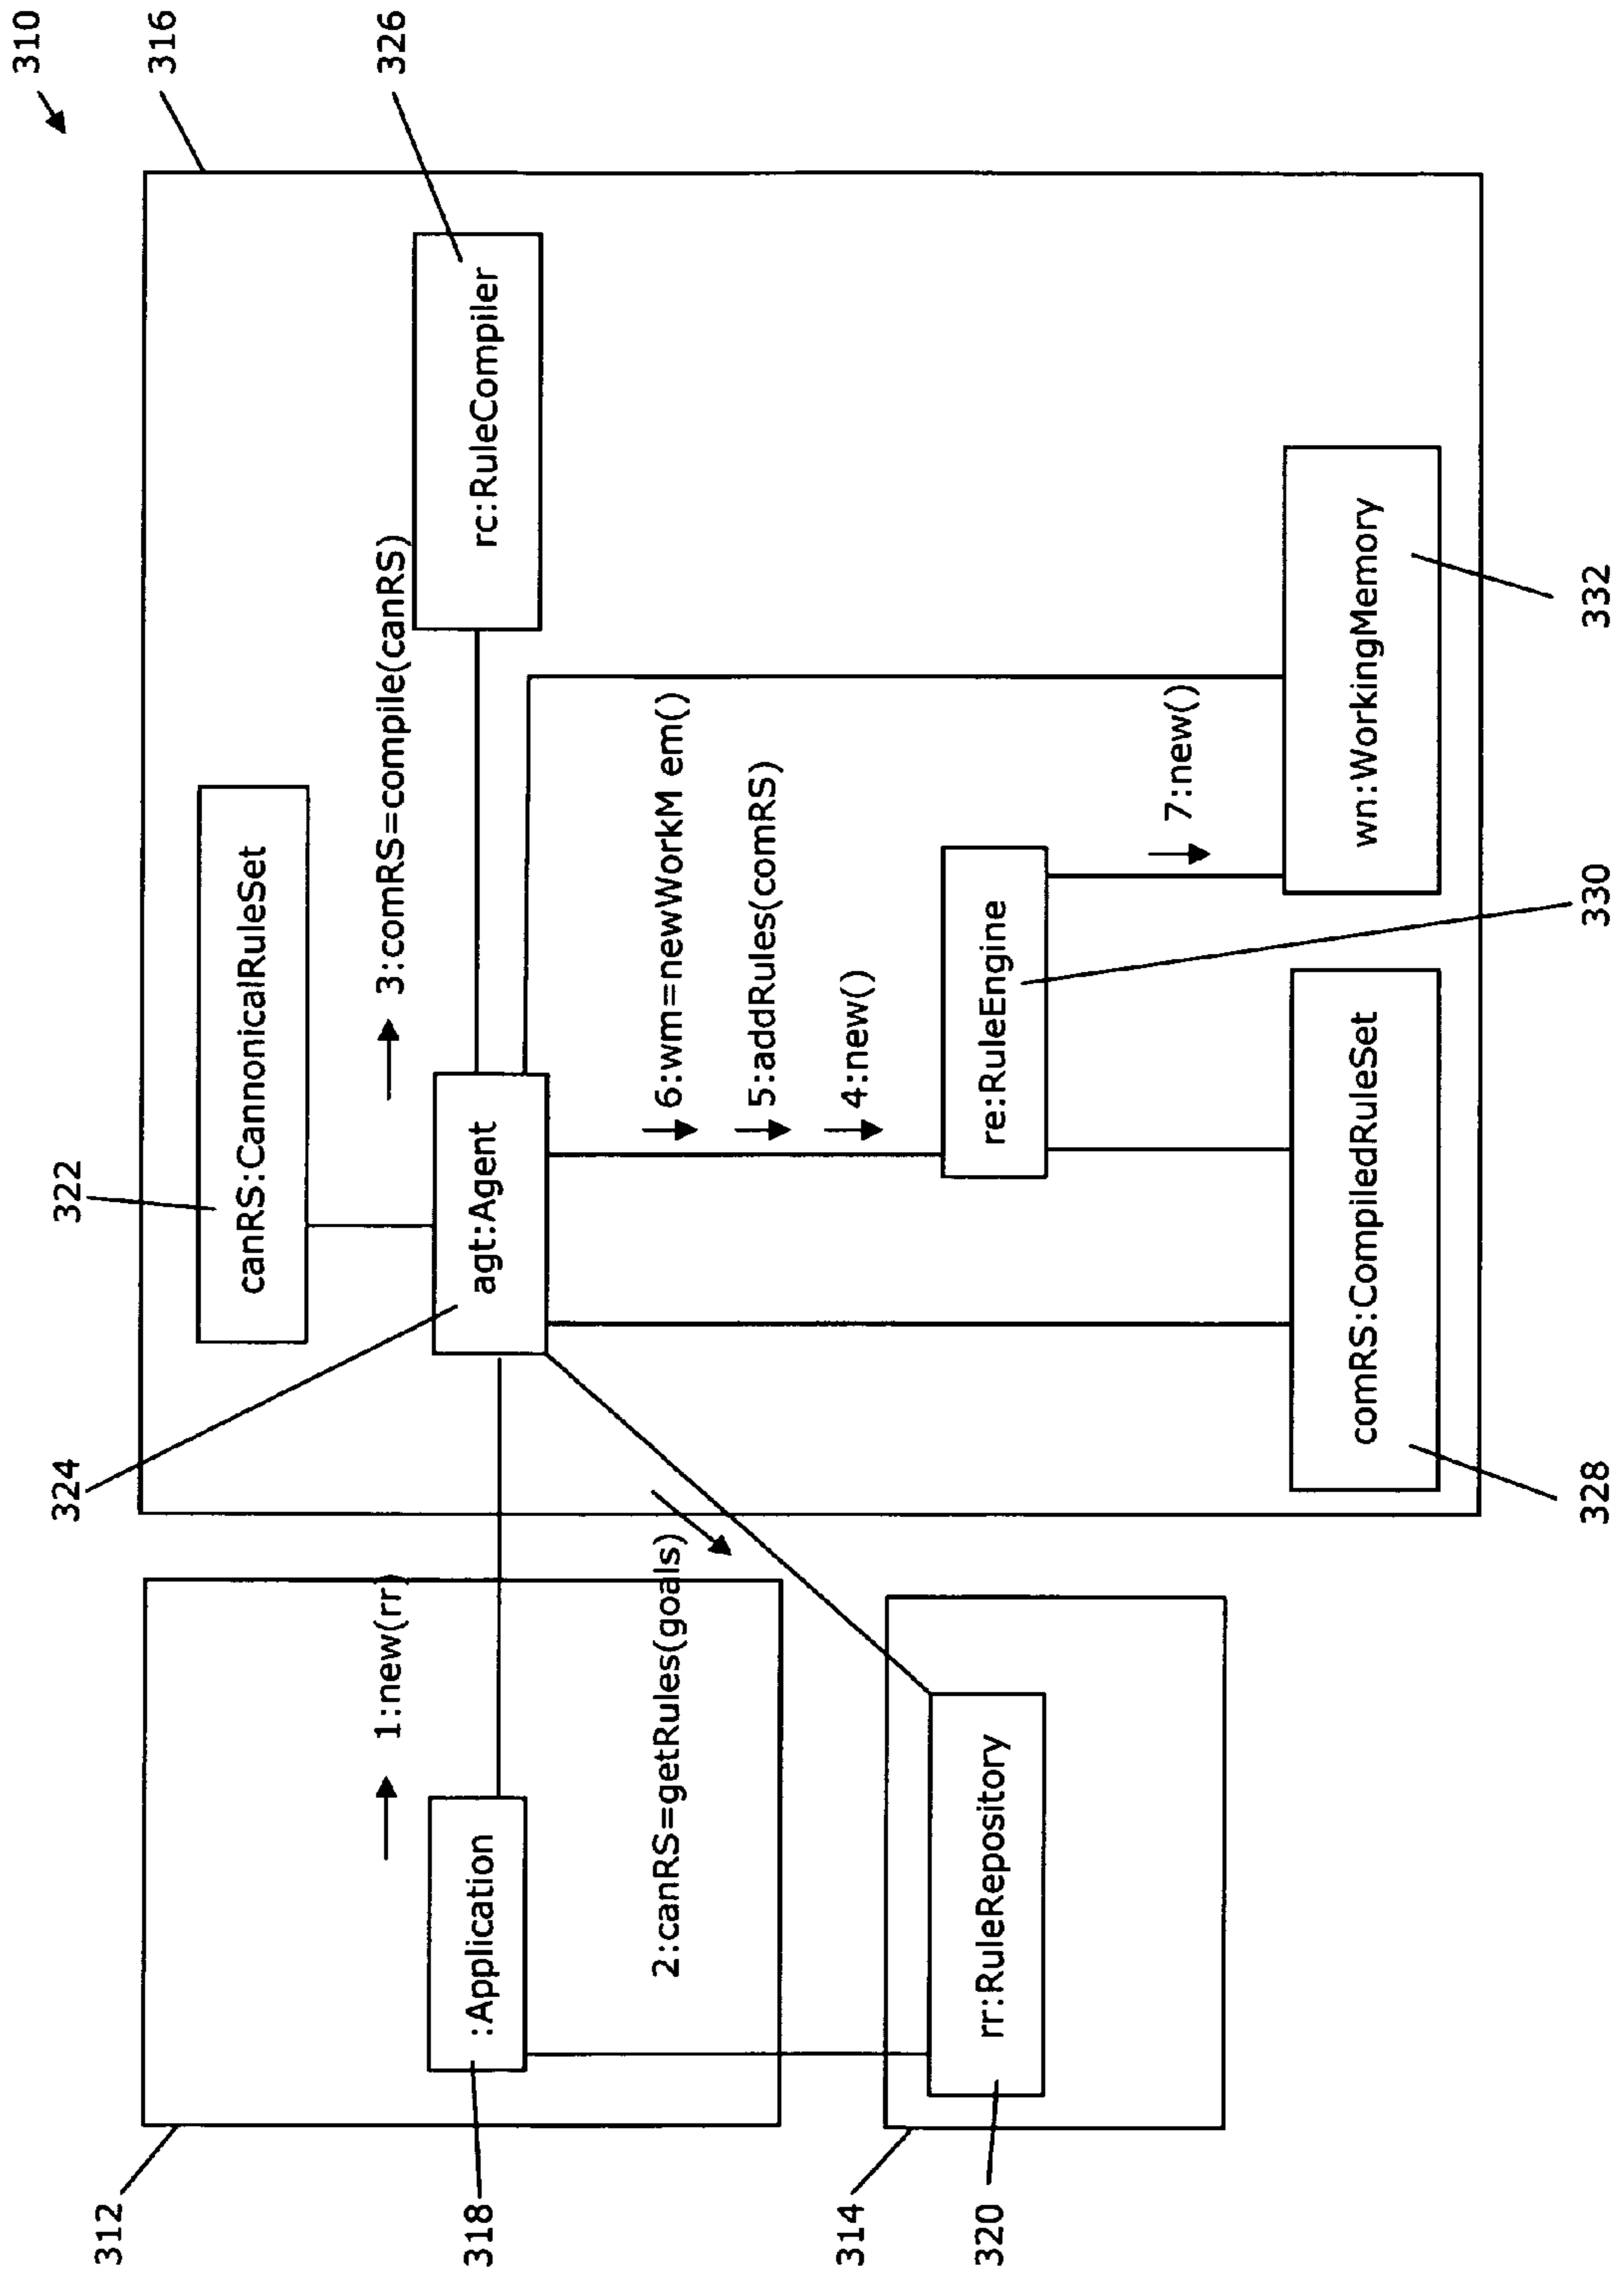 310
316
326
322
324
canRS:CannonicalRuleSet
3:comRS=compile(canRS)
rc:RuleCompiler
agt:Agent
6:wm=newWorkM em()
5:addRules(comRS)
4:new()
re:RuleEngine
7:new()
comRS:CompiledRuleSet
wn:WorkingMemory
328
330
332
312
1:new(rr)
:Application
318
2:canRS=getRules(goals)
314
rr:RuleRepository
320